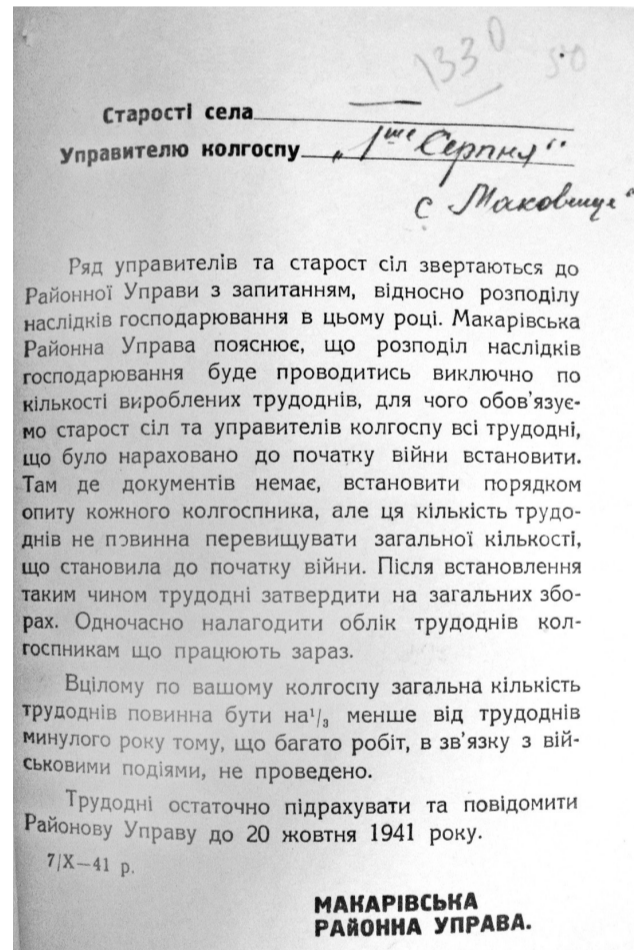 1330
Старості села
Управителю колгоспу „1ше Серпня"
с Маковище"
Ряд управителів та старост сіл звертаються до
Районної Управи з запитанням, відносно розподілу
наслідків господарювання в цьому році. Макарівська
Районна Управа пояснює, що розподіл наслідків
господарювання буде проводитись виключно по
кількості вироблених трудоднів, для чого обов'язує-
мо старост сіл та управителів колгоспу всі трудодні,
що було нараховано до початку війни встановити.
Там де документів немає, встановити порядком
опиту кожного колгоспника, але ця кількість трудо-
днів не повинна перевищувати загальної кількості,
що становила до початку війни. Після встановлення
таким чином трудодні затвердити на загальних збо-
рах. Одночасно налагодити облік трудоднів кол-
госпникам що працюють зараз.
Вцілому по вашому колгоспу загальна кількість
трудоднів повинна бути на¹/₃ менше від трудоднів
минулого року тому, що багато робіт, в зв'язку з вій-
ськовими подіями, не проведено.
Трудодні остаточно підрахувати та повідомити
Районову Управу до 20 жовтня 1941 року.
7/X—41 р.
МАКАРІВСЬКА
РАЙОННА УПРАВА.